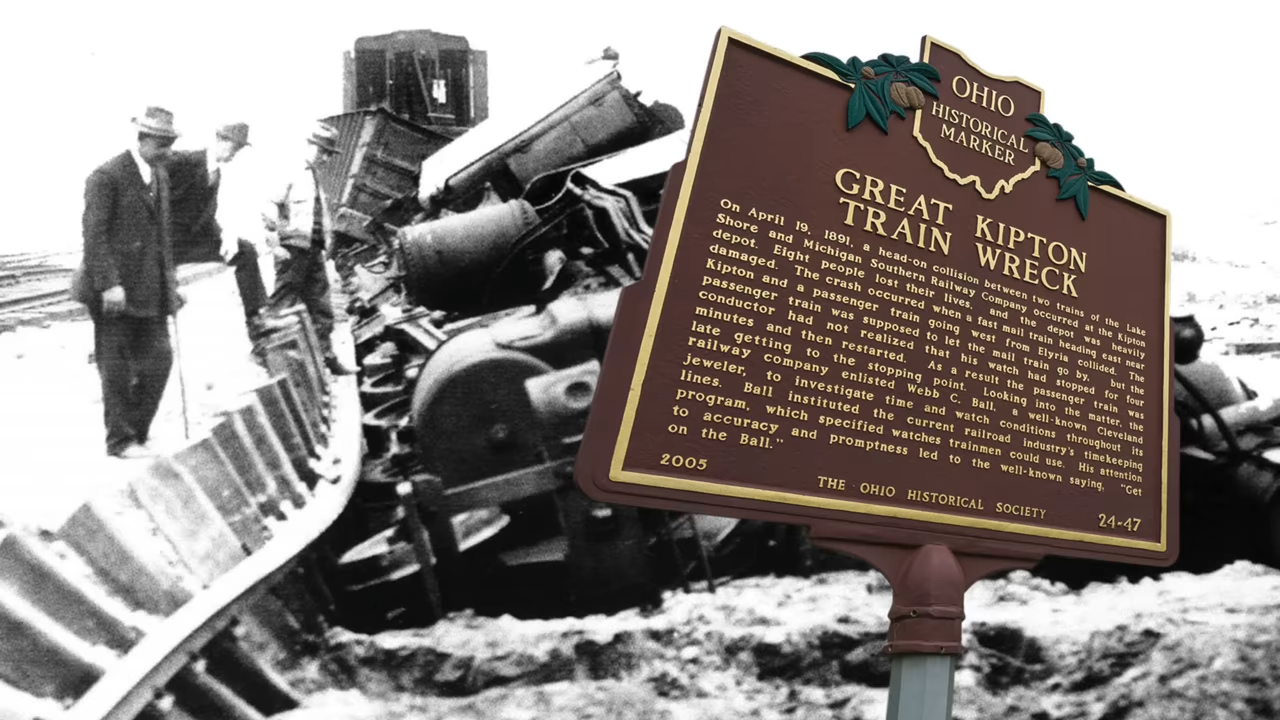 OHIO
HISTORICAL
MARKER
GREAT KIPTON
TRAIN WRECK
On April 19, 1891, a head-on collision between two trains of the Lake
Shore and Michigan Southern Railway Company occurred at the Kipton
depot. Eight people lost their lives, and the depot was heavily
damaged. The crash occurred when a fast mail train heading east near
Kipton and a passenger train going west from Elyria collided. The
passenger train was supposed to let the mail train go by, but the
conductor had not realized that his watch had stopped for four
minutes and then restarted. As a result the passenger train was
late getting to the stopping point. Looking into the matter, the
railway company enlisted Webb C. Ball, a well-known Cleveland
jeweler, to investigate time and watch conditions throughout its
lines. Ball instituted the current railroad industry's timekeeping
program, which specified watches trainmen could use. His attention
to accuracy and promptness led to the well-known saying, "Get
on the Ball."
2005
THE OHIO HISTORICAL SOCIETY
24-47